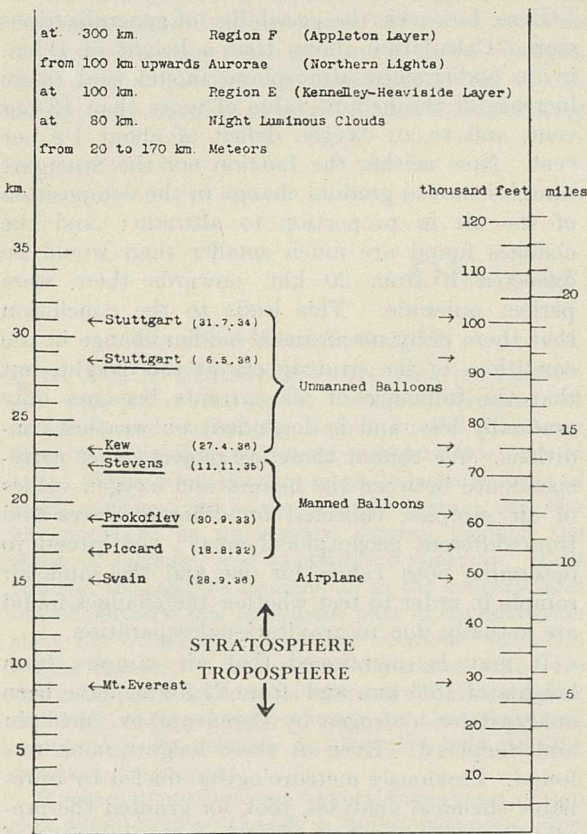 at 300 km. Region F (Appleton Layer)
from 100 km. upwards Aurorae (Northern Lights)
at 100 km. Region E (Kennelley-Heaviside Layer)
at 80 km. Night Luminous Clouds
from 20 to 170 km. Meteors
km. thousand feet miles
120
35
110
20
←Stuttgart (31.7.34) → 100
30
←Stuttgart ( 6.5.36) →
90
Unmanned Balloons
25 80
15
←Kew (27.4.36) →
←Stevens (11.11.35) → 70
20 Manned Balloons
←Prokofiev (30.9.33) → 60
←Piccard (18.8.32) →
10
15 ←Swain (28.9.36) Airplane → 50
40
STRATOSPHERE
10 TROPOSPHERE
←Mt.Everest → 30
5
20
5
10